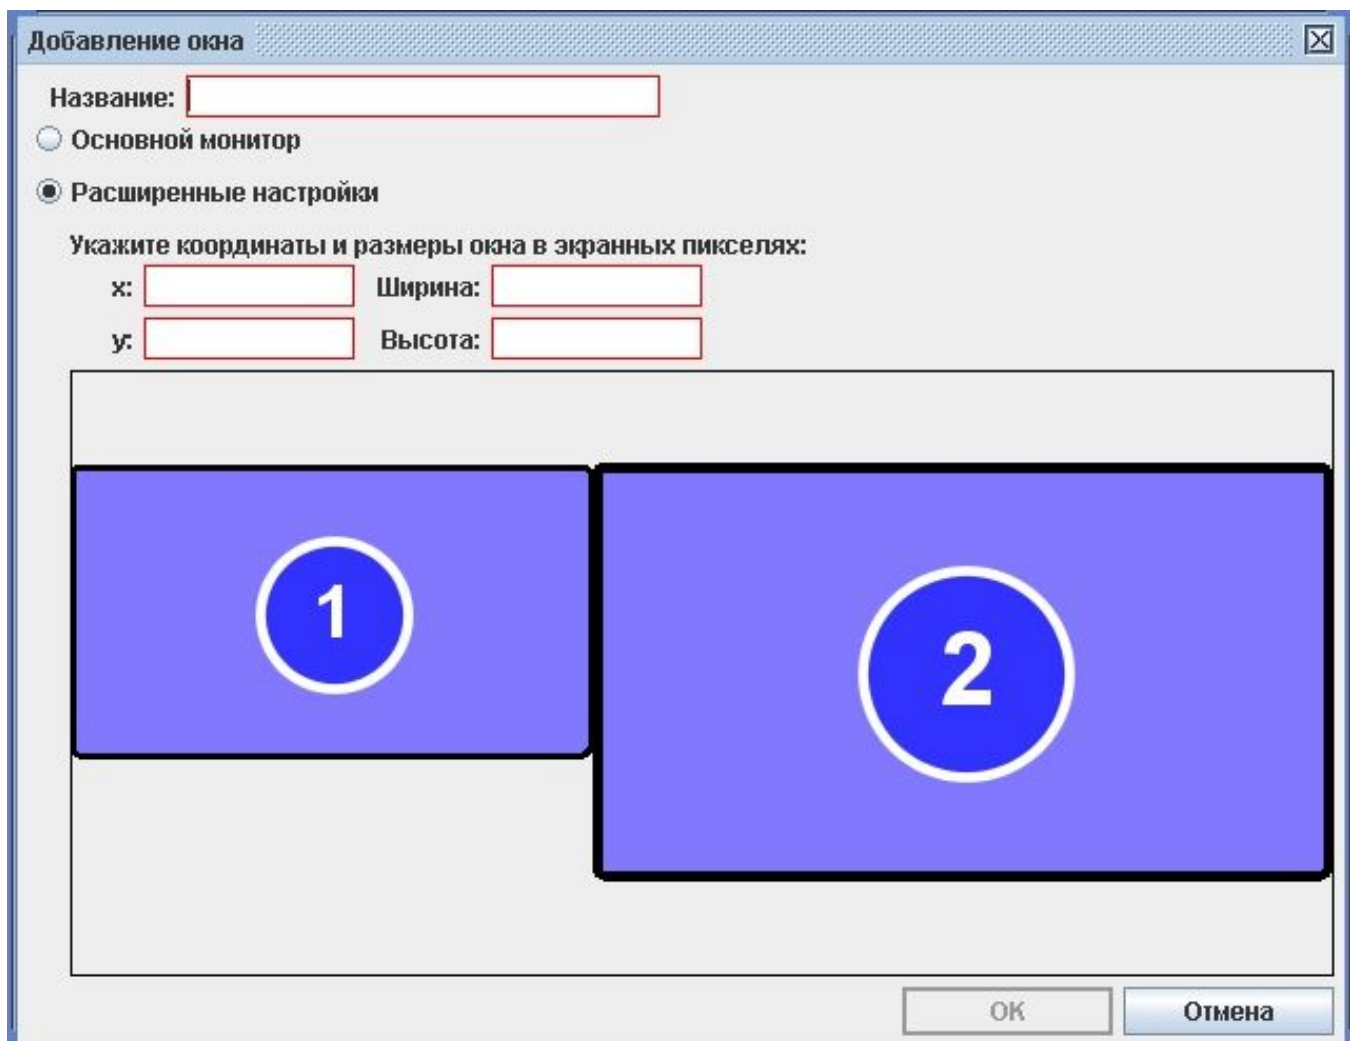 Добавление окна
Название:
Основной монитор
Расширенные настройки
Укажите координаты и размеры окна в экранных пикселях:
x: Ширина:
y: Высота:
1 2
OK Отмена